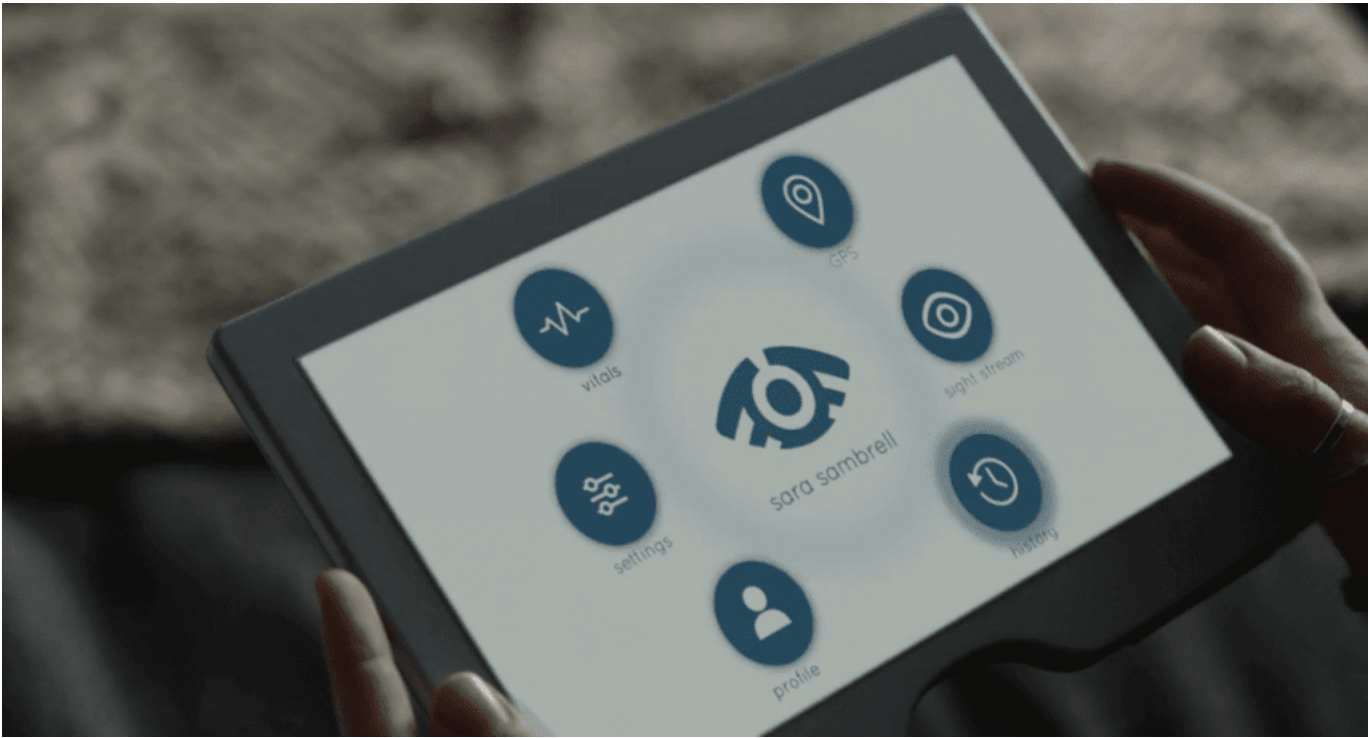 GPS
vitals
sight stream
sara sambrell
settings
history
profile